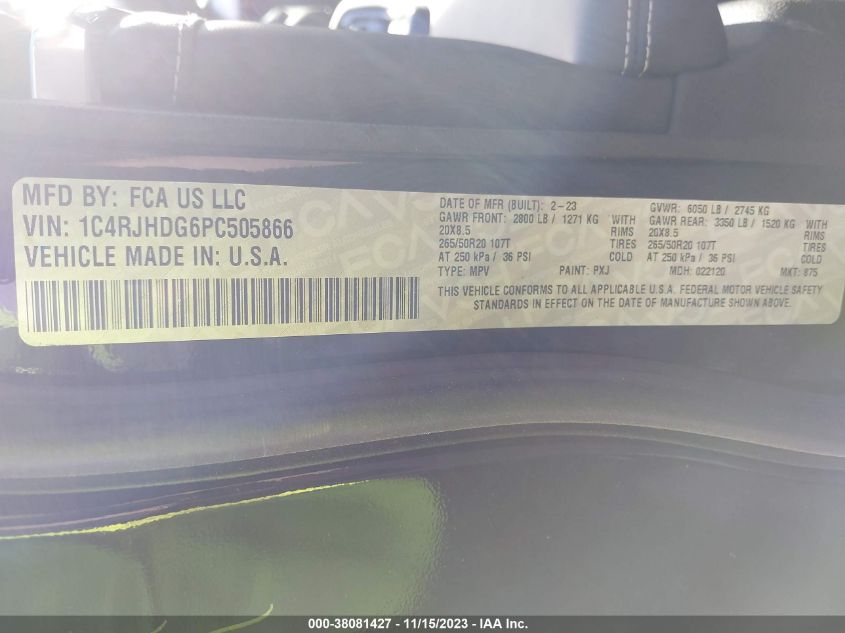 MFD BY: FCA US LLC
VIN: 1C4RJHDG6PC505866
VEHICLE MADE IN: U.S.A.
DATE OF MFR (BUILT): 2-23 GVWR: 6050 LB / 2745 KG
GAWR FRONT: 2800 LB / 1271 KG GAWR REAR: 3350 LB / 1520 KG
20X8.5 RIMS 20X8.5 RIMS
265/50R20 107T TIRES 265/50R20 107T TIRES
AT 250 kPa / 36 PSI COLD AT 250 kPa / 36 PSI COLD
TYPE: MPV PAINT: PXJ MDH: 022120 MKT: 875
THIS VEHICLE CONFORMS TO ALL APPLICABLE U.S.A. FEDERAL MOTOR VEHICLE SAFETY
STANDARDS IN EFFECT ON THE DATE OF MANUFACTURE SHOWN ABOVE.
000-38081427 - 11/15/2023 - IAA Inc.